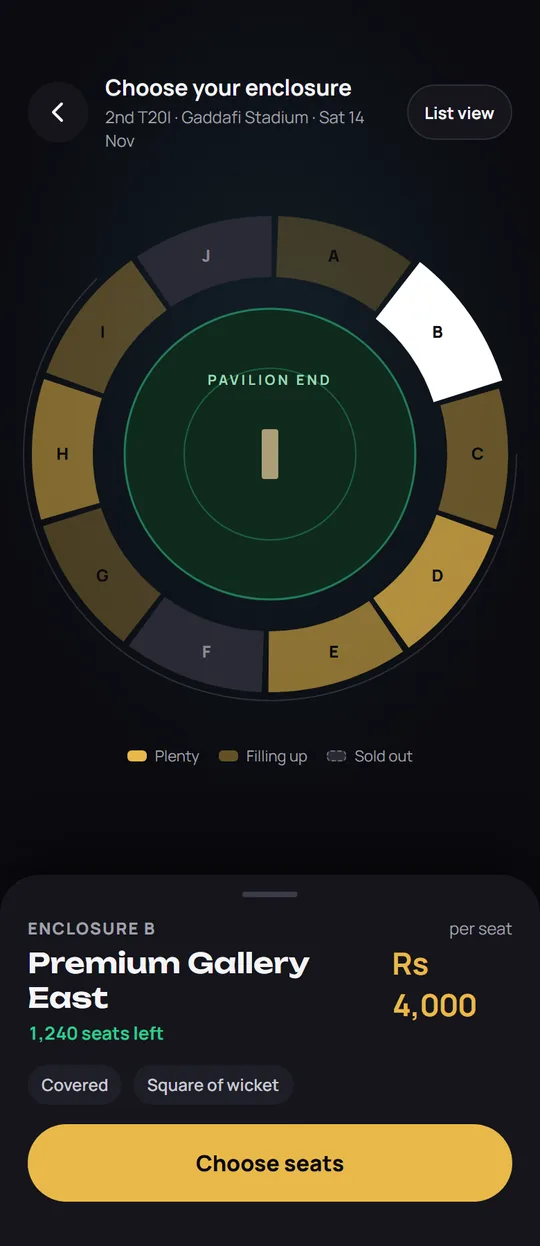 Choose your enclosure
2nd T20I · Gaddafi Stadium · Sat 14
Nov
List view
J
A
I
B
PAVILION END
H
C
G
D
F
E
Plenty
Filling up
Sold out
ENCLOSURE B
per seat
Premium Gallery
East
Rs
4,000
1,240 seats left
Covered
Square of wicket
Choose seats